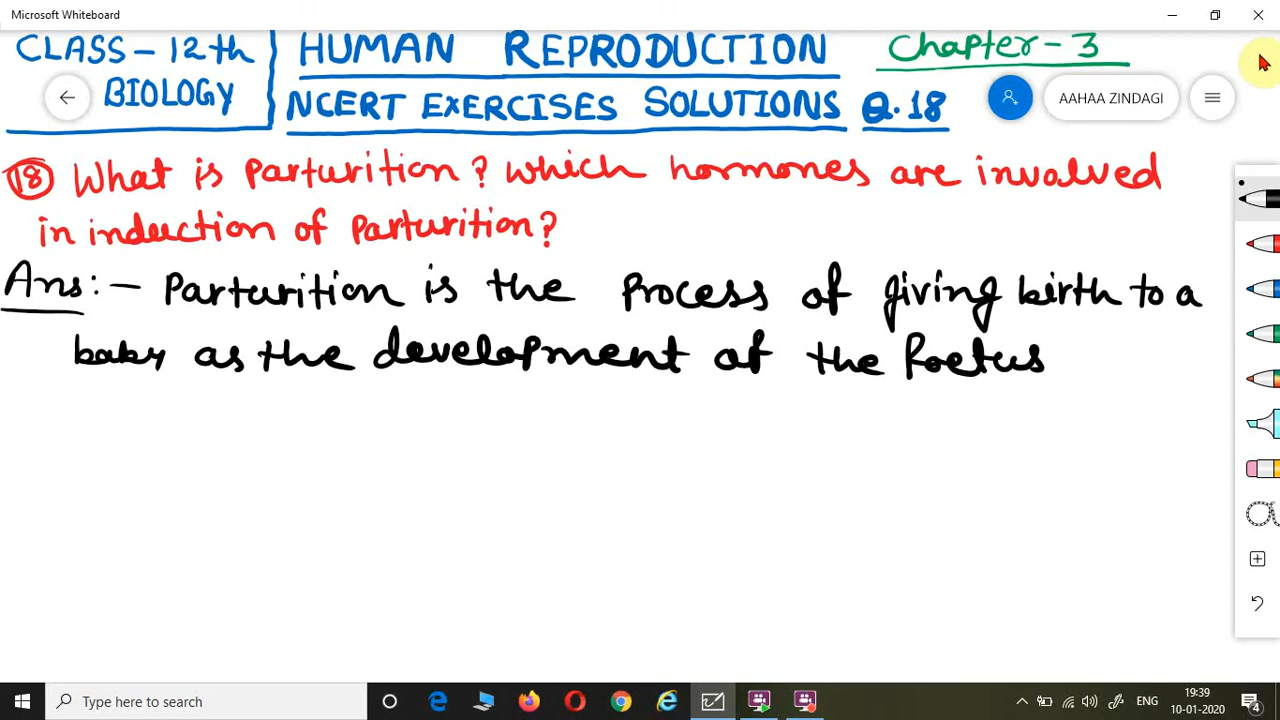 Microsoft Whiteboard
CLASS - 12th
BIOLOGY
HUMAN REPRODUCTION
Chapter - 3
NCERT EXERCISES SOLUTIONS Q.18
AAHAA ZINDAGI
18 What is Parturition? Which hormones are involved
in induction of Parturition?
Ans:- Parturition is the process of giving birth to a
baby as the development of the foetus
Type here to search
ENG
19:39
10-01-2020
4